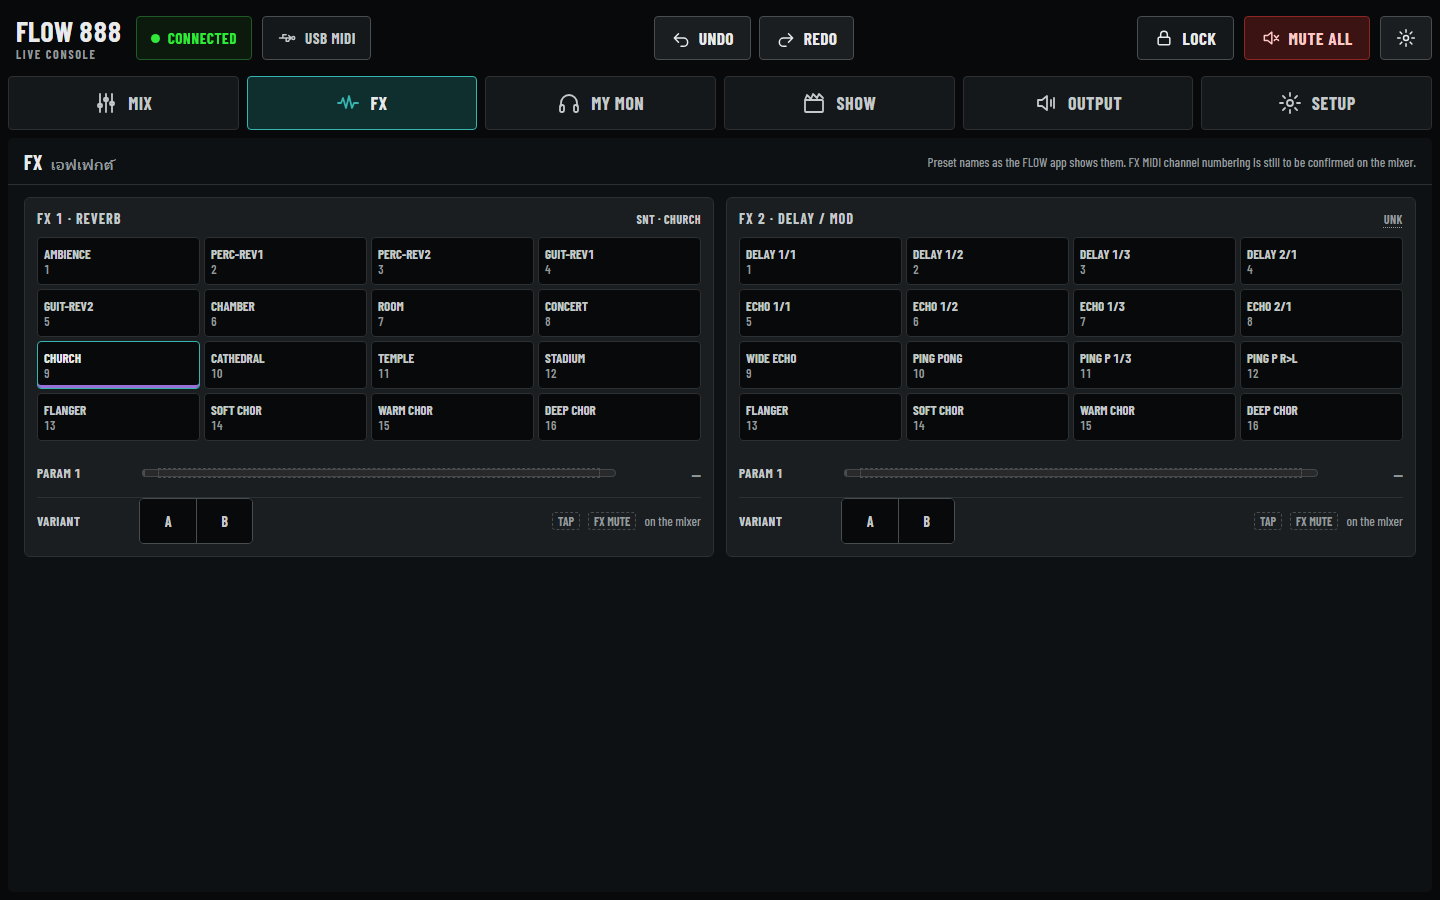 FLOW 888
LIVE CONSOLE
CONNECTED
USB MIDI
UNDO
REDO
LOCK
MUTE ALL
MIX
FX
MY MON
SHOW
OUTPUT
SETUP
FX เอฟเฟกต์
Preset names as the FLOW app shows them. FX MIDI channel numbering is still to be confirmed on the mixer.
FX 1 · REVERB
SNT · CHURCH
AMBIENCE
1
PERC-REV1
2
PERC-REV2
3
GUIT-REV1
4
GUIT-REV2
5
CHAMBER
6
ROOM
7
CONCERT
8
CHURCH
9
CATHEDRAL
10
TEMPLE
11
STADIUM
12
FLANGER
13
SOFT CHOR
14
WARM CHOR
15
DEEP CHOR
16
PARAM 1
—
VARIANT
A
B
TAP
FX MUTE
on the mixer
FX 2 · DELAY / MOD
UNK
DELAY 1/1
1
DELAY 1/2
2
DELAY 1/3
3
DELAY 2/1
4
ECHO 1/1
5
ECHO 1/2
6
ECHO 1/3
7
ECHO 2/1
8
WIDE ECHO
9
PING PONG
10
PING P 1/3
11
PING P R>L
12
FLANGER
13
SOFT CHOR
14
WARM CHOR
15
DEEP CHOR
16
PARAM 1
—
VARIANT
A
B
TAP
FX MUTE
on the mixer